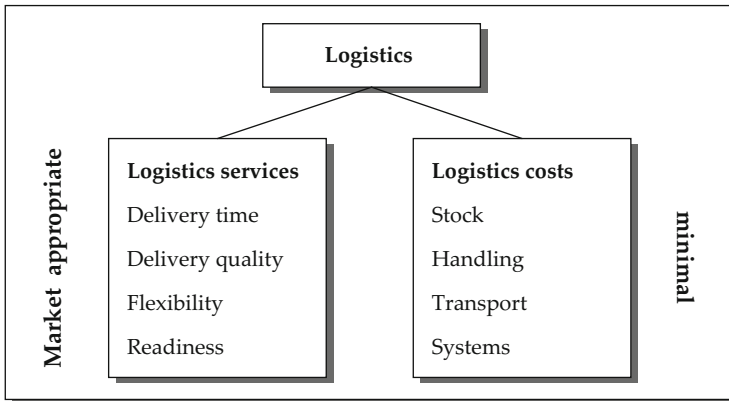 Logistics
Market appropriate
Logistics services
Delivery time
Delivery quality
Flexibility
Readiness
Logistics costs
Stock
Handling
Transport
Systems
minimal